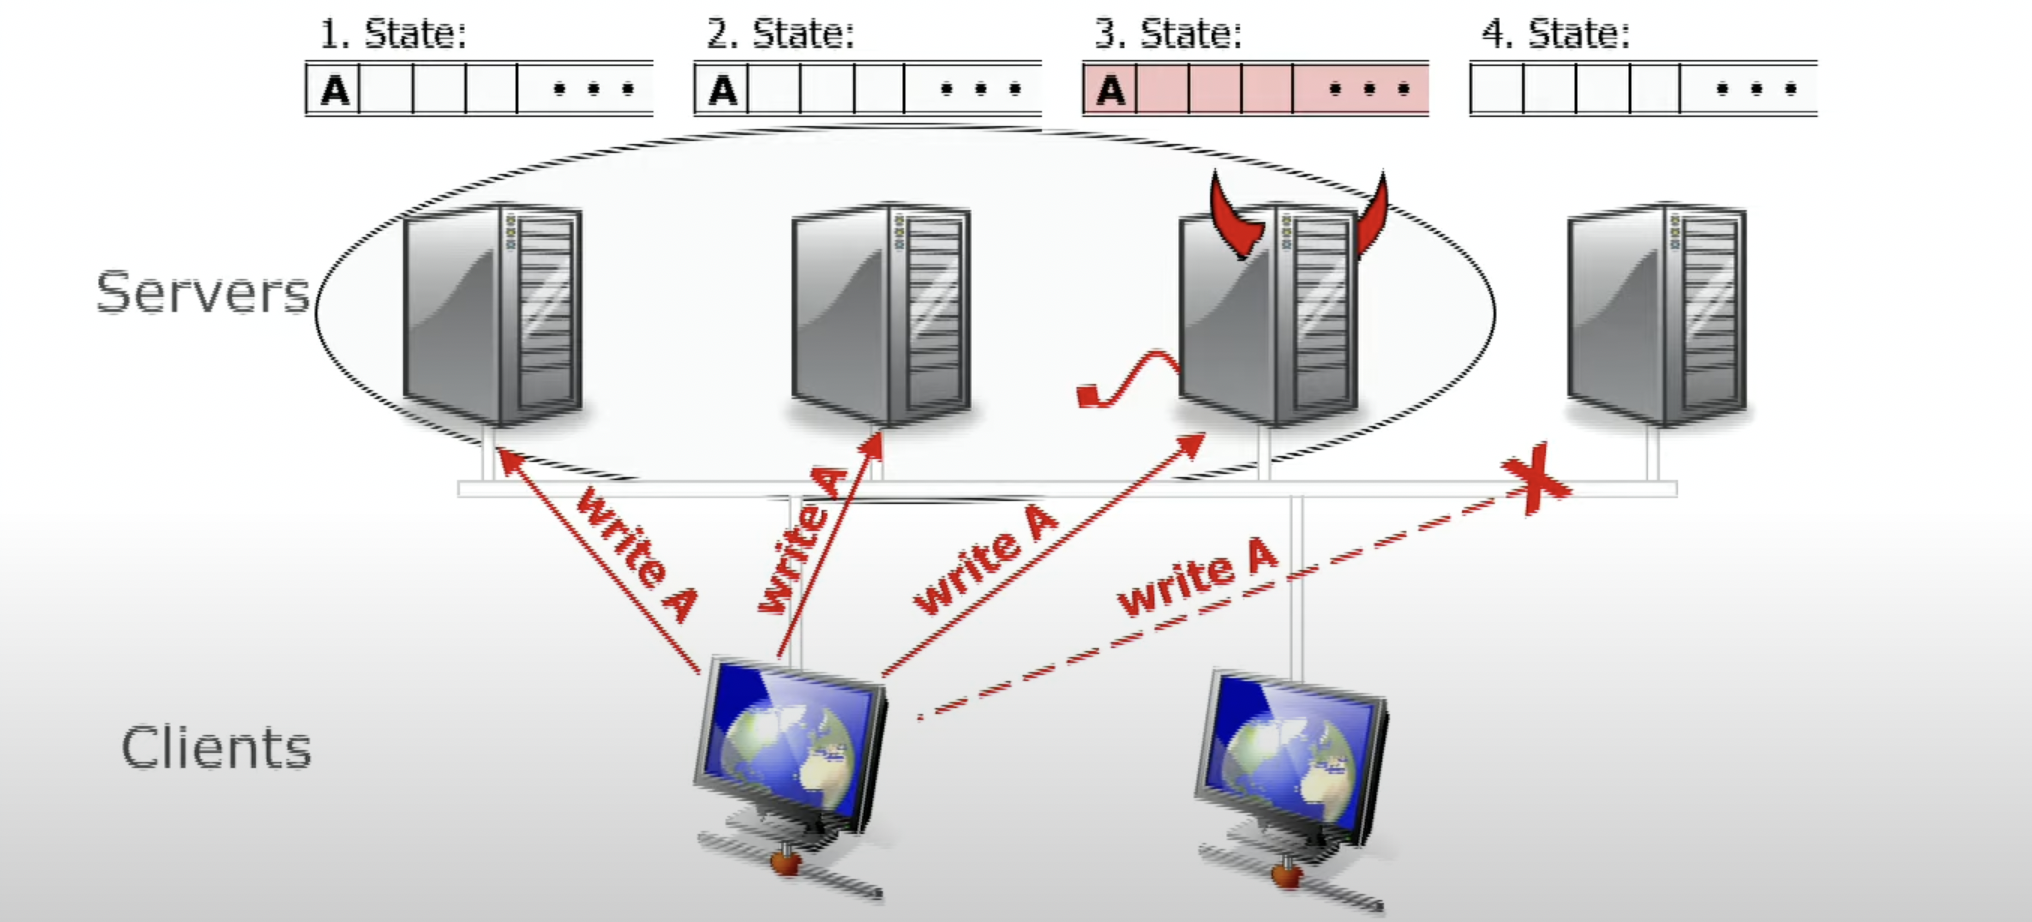 1. State:
2. State:
3. State:
4. State:
A
A
A
Servers
write A
write A
write A
write A
Clients